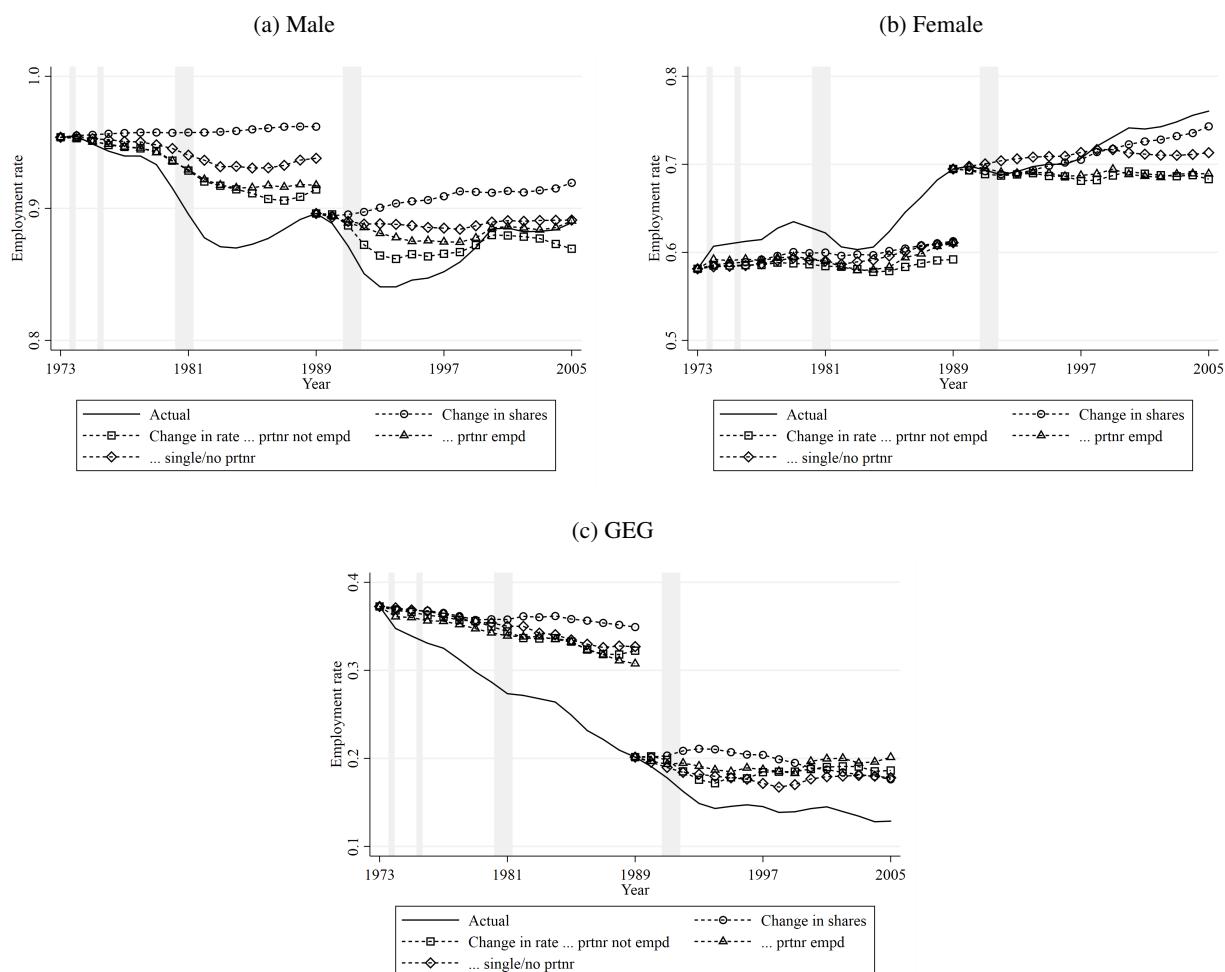 (a) Male
1.0
0.9
0.8
Employment rate
1973 1981 1989 1997 2005
Year
Actual Change in shares
Change in rate ... prtnr not empd ... prtnr empd
... single/no prtnr
(b) Female
0.8
0.7
0.6
0.5
Employment rate
1973 1981 1989 1997 2005
Year
Actual Change in shares
Change in rate ... prtnr not empd ... prtnr empd
... single/no prtnr
(c) GEG
0.4
0.3
0.2
0.1
Employment rate
1973 1981 1989 1997 2005
Year
Actual Change in shares
Change in rate ... prtnr not empd ... prtnr empd
... single/no prtnr